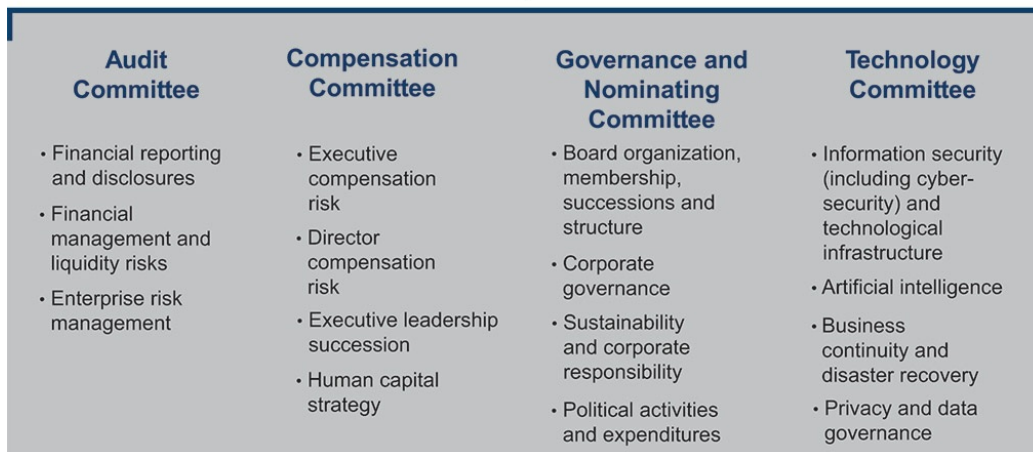 Audit
Committee
• Financial reporting
and disclosures
• Financial
management and
liquidity risks
• Enterprise risk
management
Compensation
Committee
• Executive
compensation
risk
• Director
compensation
risk
• Executive leadership
succession
• Human capital
strategy
Governance and
Nominating
Committee
• Board organization,
membership,
successions and
structure
• Corporate
governance
• Sustainability
and corporate
responsibility
• Political activities
and expenditures
Technology
Committee
• Information security
(including cyber-
security) and
technological
infrastructure
• Artificial intelligence
• Business
continuity and
disaster recovery
• Privacy and data
governance